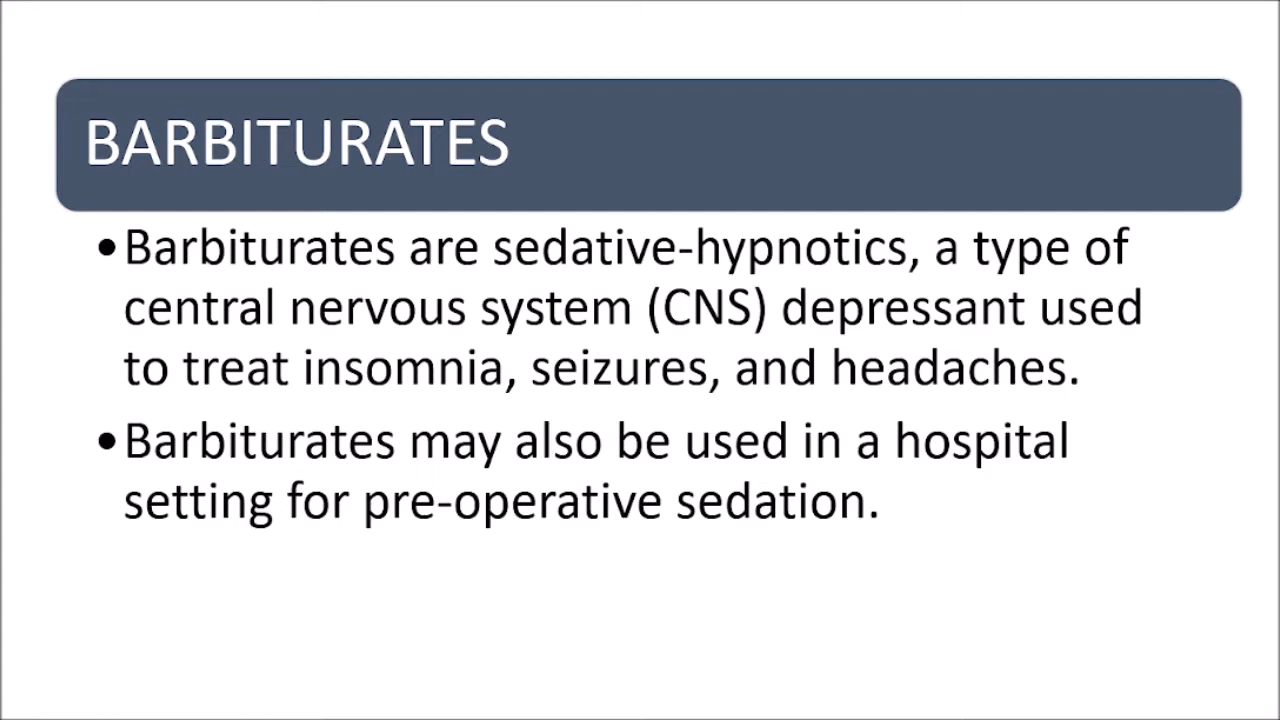 BARBITURATES
•Barbiturates are sedative-hypnotics, a type of
central nervous system (CNS) depressant used
to treat insomnia, seizures, and headaches.
•Barbiturates may also be used in a hospital
setting for pre-operative sedation.